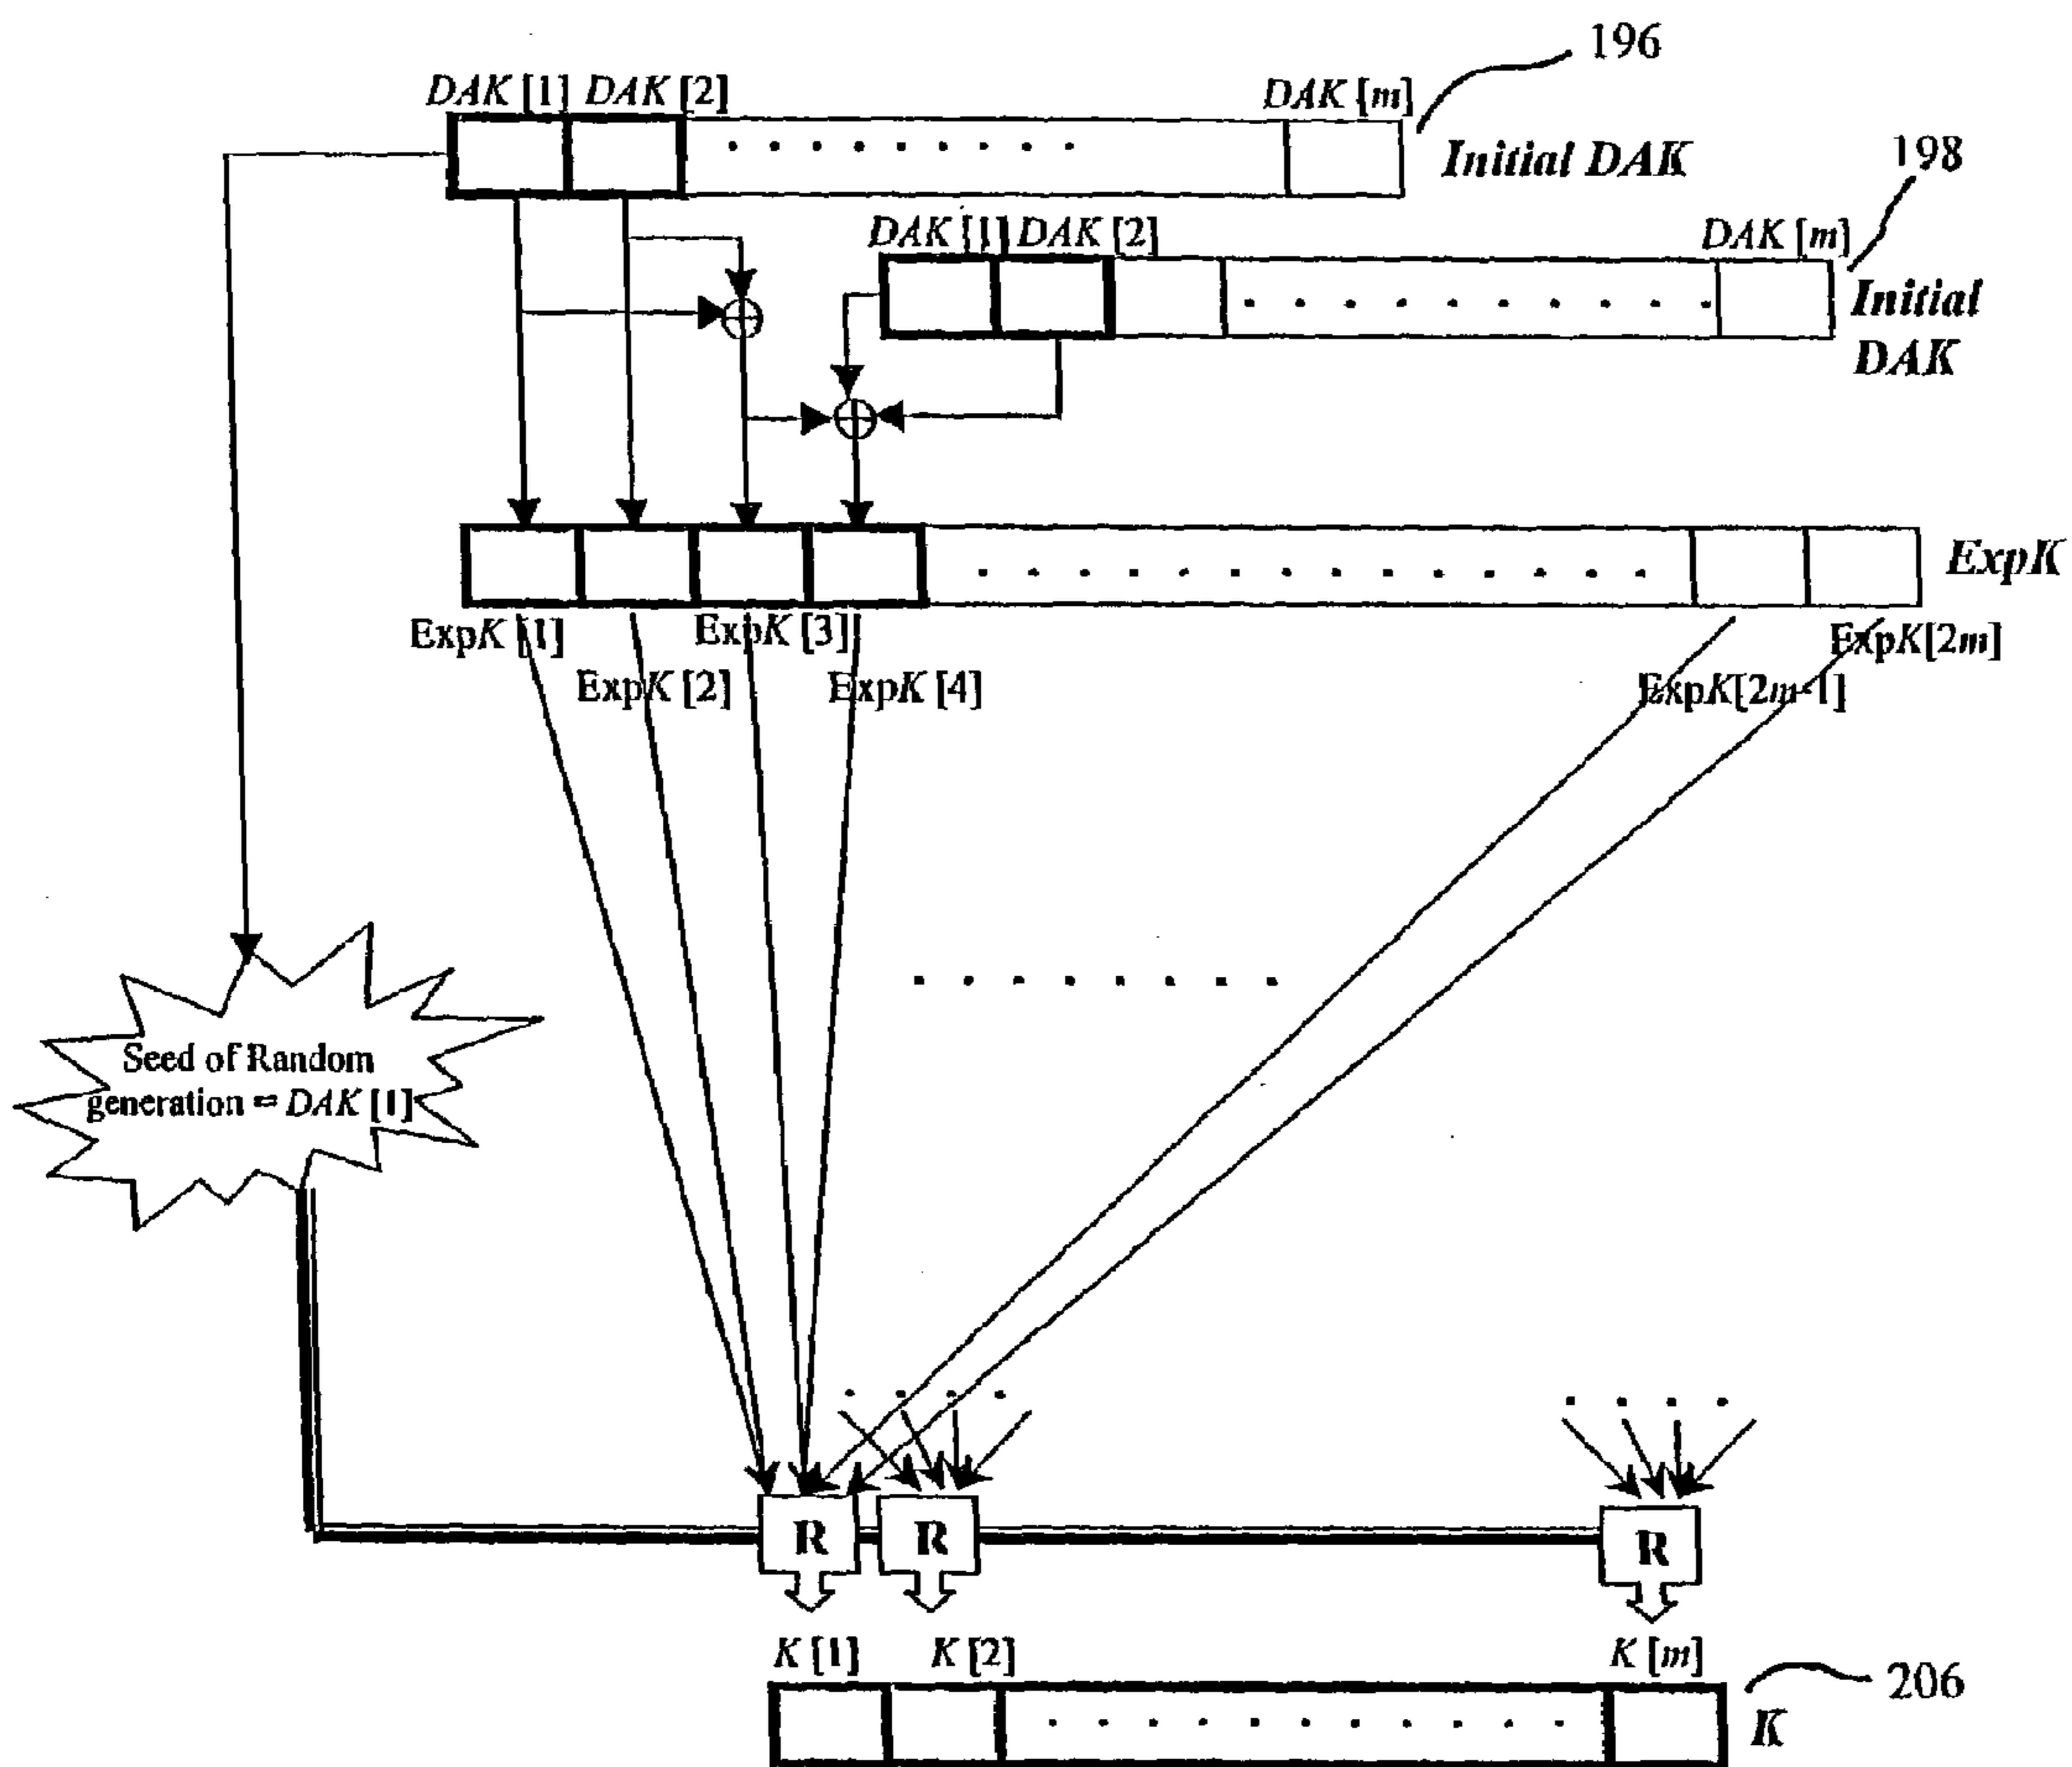 196
DAK [1] DAK [2] DAK [m]
Initial DAK
198
DAK [1] DAK [2] DAK [m]
Initial
DAK
ExpK
ExpK [1] ExpK [3] ExpK[2m]
ExpK [2] ExpK [4] ExpK[2m-1]
Seed of Random
generation = DAK [1]
R R R
K [1] K [2] K [m]
206
K